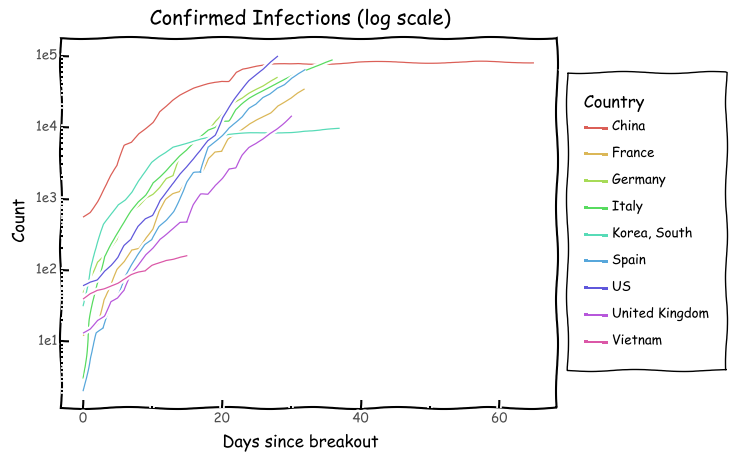 Confirmed Infections (log scale)
Count
1e5
1e4
1e3
1e2
1e1
0
20
40
60
Days since breakout
Country
China
France
Germany
Italy
Korea, South
Spain
US
United Kingdom
Vietnam